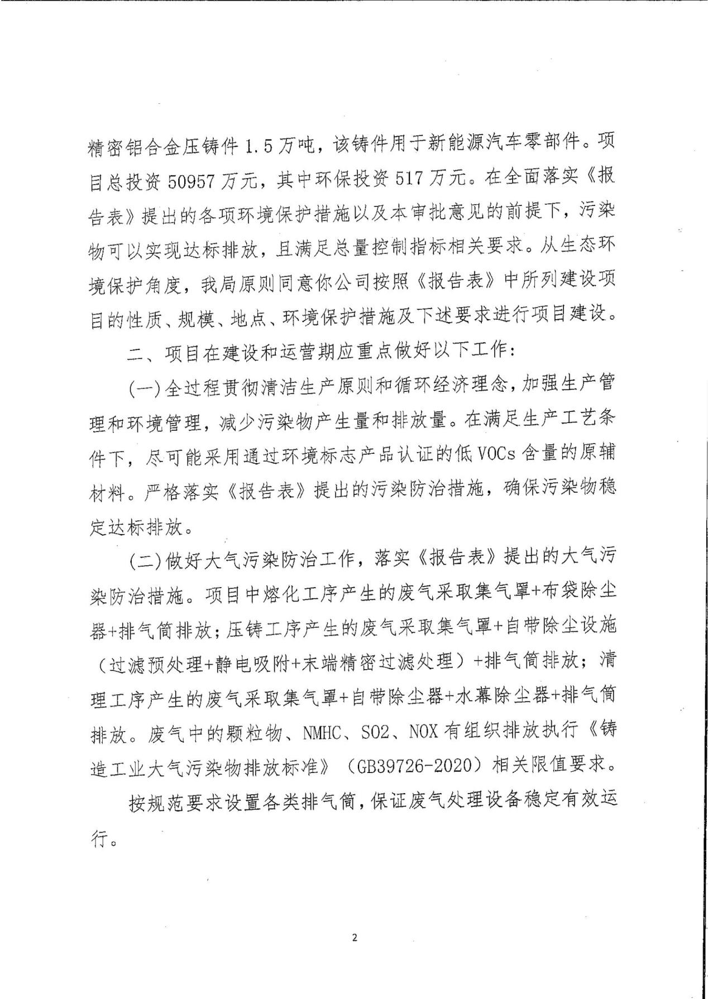 精密铝合金压铸件 1.5 万吨，该铸件用于新能源汽车零部件。项
目总投资 50957 万元，其中环保投资 517 万元。在全面落实《报
告表》提出的各项环境保护措施以及本审批意见的前提下，污染
物可以实现达标排放，且满足总量控制指标相关要求。从生态环
境保护角度，我局原则同意你公司按照《报告表》中所列建设项
目的性质、规模、地点、环境保护措施及下述要求进行项目建设。
二、项目在建设和运营期应重点做好以下工作：
(一)全过程贯彻清洁生产原则和循环经济理念，加强生产管
理和环境管理，减少污染物产生量和排放量。在满足生产工艺条
件下，尽可能采用通过环境标志产品认证的低 VOCs 含量的原辅
材料。严格落实《报告表》提出的污染防治措施，确保污染物稳
定达标排放。
(二)做好大气污染防治工作，落实《报告表》提出的大气污
染防治措施。项目中熔化工序产生的废气采取集气罩+布袋除尘
器+排气筒排放；压铸工序产生的废气采取集气罩+自带除尘设施
（过滤预处理+静电吸附+末端精密过滤处理）+排气筒排放；清
理工序产生的废气采取集气罩+自带除尘器+水幕除尘器+排气筒
排放。废气中的颗粒物、NMHC、SO2、NOX 有组织排放执行《铸
造工业大气污染物排放标准》（GB39726-2020）相关限值要求。
按规范要求设置各类排气筒，保证废气处理设备稳定有效运
行。
2